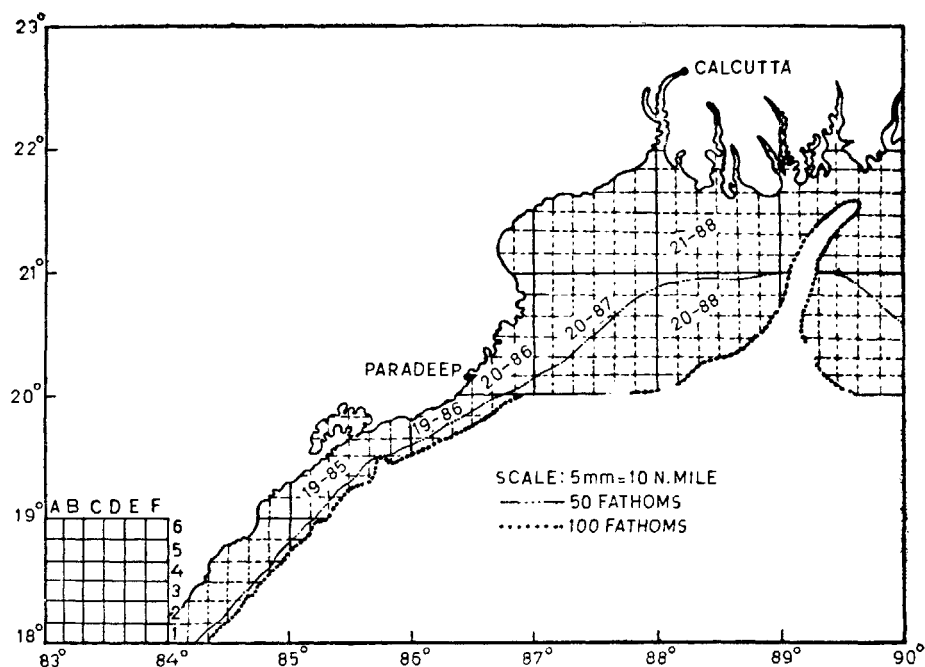 23°
CALCUTTA
22°
21-88
21°
20-87
20-88
PARADEEP
20-86
20°
19-86
19-85
SCALE: 5mm=10 N.MILE
50 FATHOMS
100 FATHOMS
A B C D E F
19°
6
5
4
3
2
1
18°
83° 84° 85° 86° 87° 88° 89° 90°